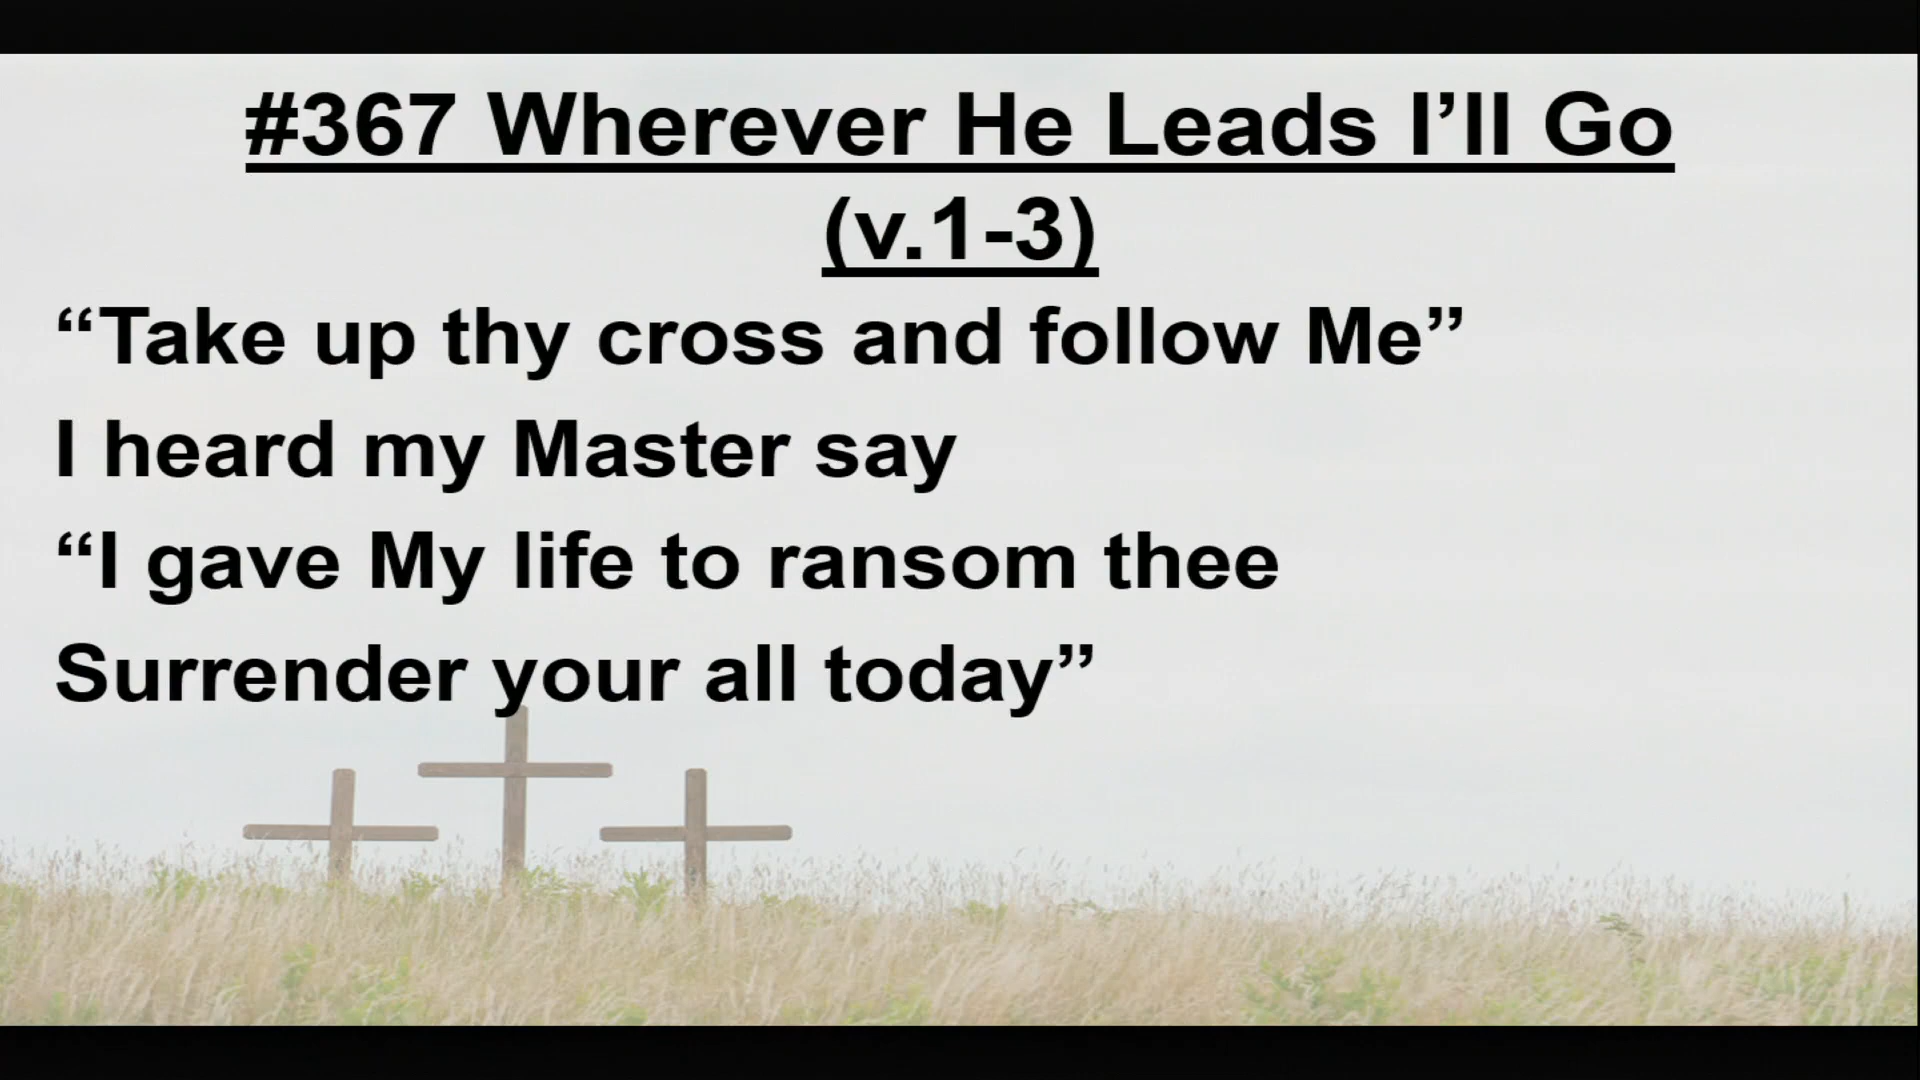 #367 Wherever He Leads I’ll Go
(v.1-3)
“Take up thy cross and follow Me”
I heard my Master say
“I gave My life to ransom thee
Surrender your all today”